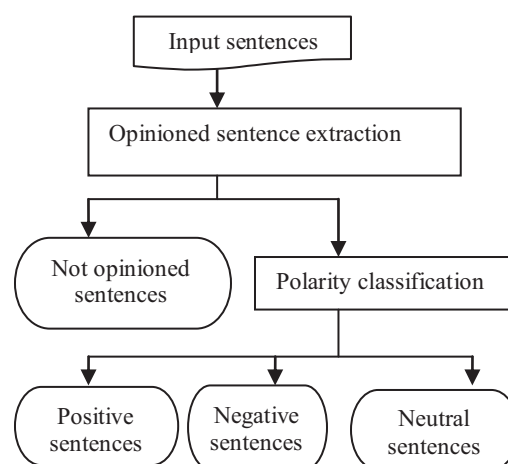 Input sentences
Opinioned sentence extraction
Not opinioned
sentences
Polarity classification
Positive
sentences
Negative
sentences
Neutral
sentences